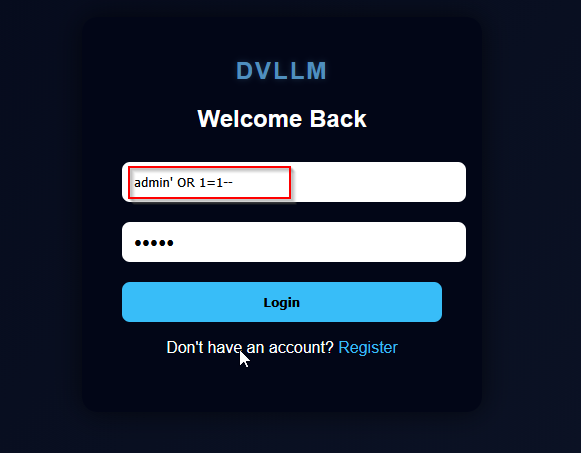 DVLLM
Welcome Back
admin' OR 1=1--
•••••
Login
Don't have an account? Register